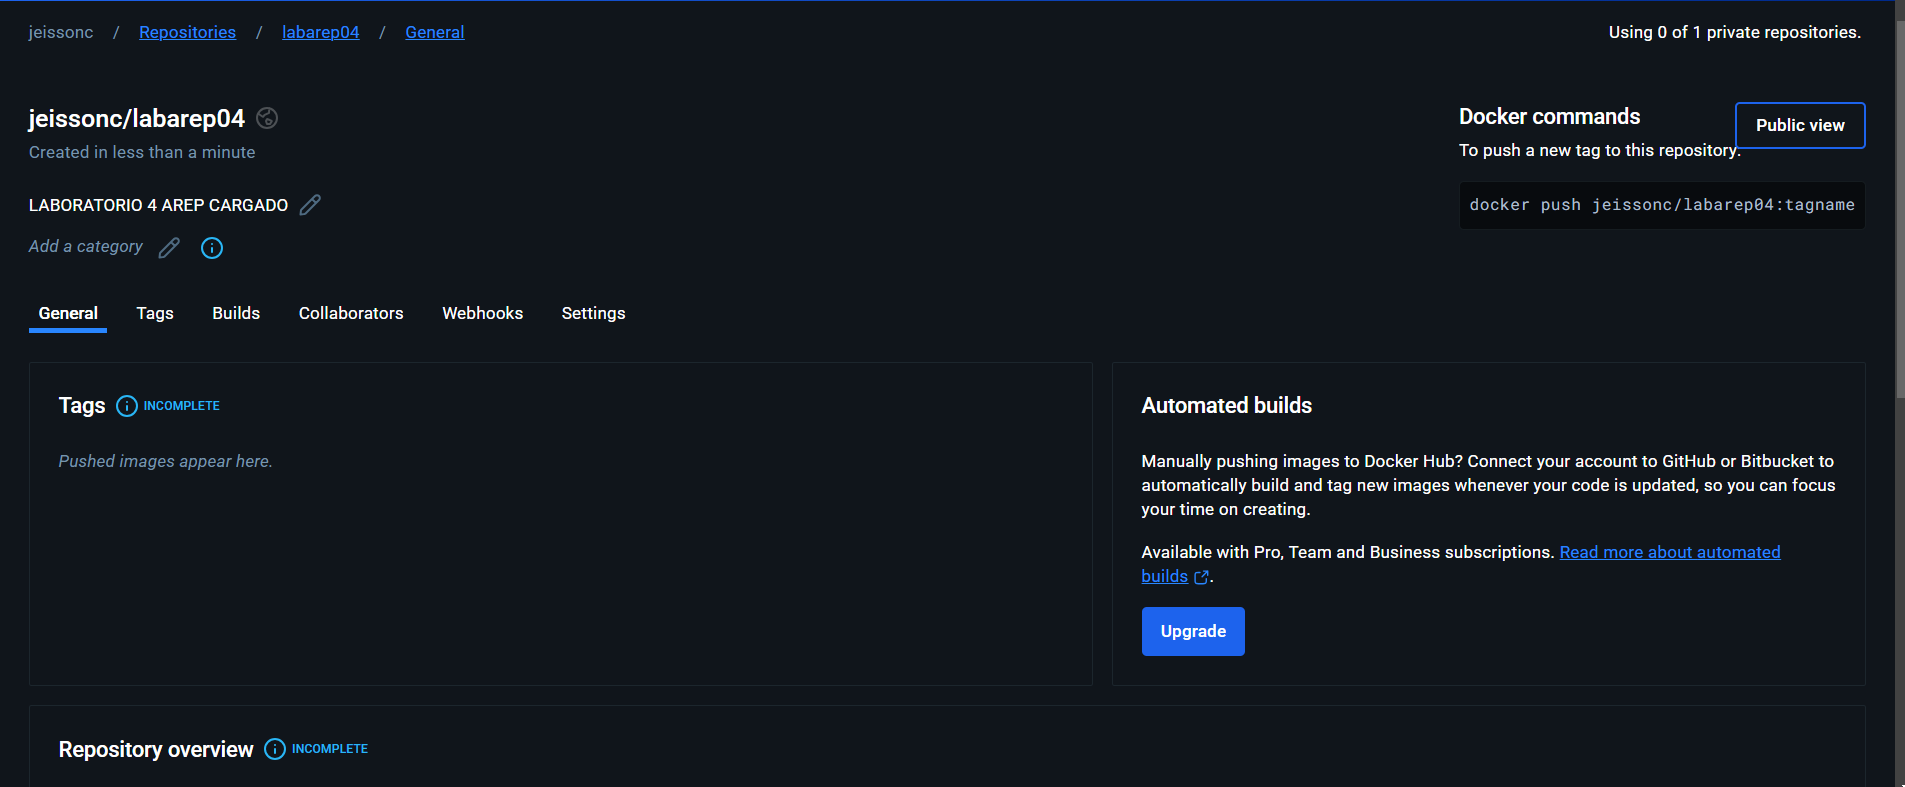 jeissonc / Repositories / labarep04 / General
Using 0 of 1 private repositories.
jeissonc/labarep04
Created in less than a minute
LABORATORIO 4 AREP CARGADO
Add a category
Docker commands
Public view
To push a new tag to this repository:
docker push jeissonc/labarep04:tagname
General Tags Builds Collaborators Webhooks Settings
Tags INCOMPLETE
Pushed images appear here.
Automated builds
Manually pushing images to Docker Hub? Connect your account to GitHub or Bitbucket to
automatically build and tag new images whenever your code is updated, so you can focus
your time on creating.
Available with Pro, Team and Business subscriptions. Read more about automated
builds .
Upgrade
Repository overview INCOMPLETE